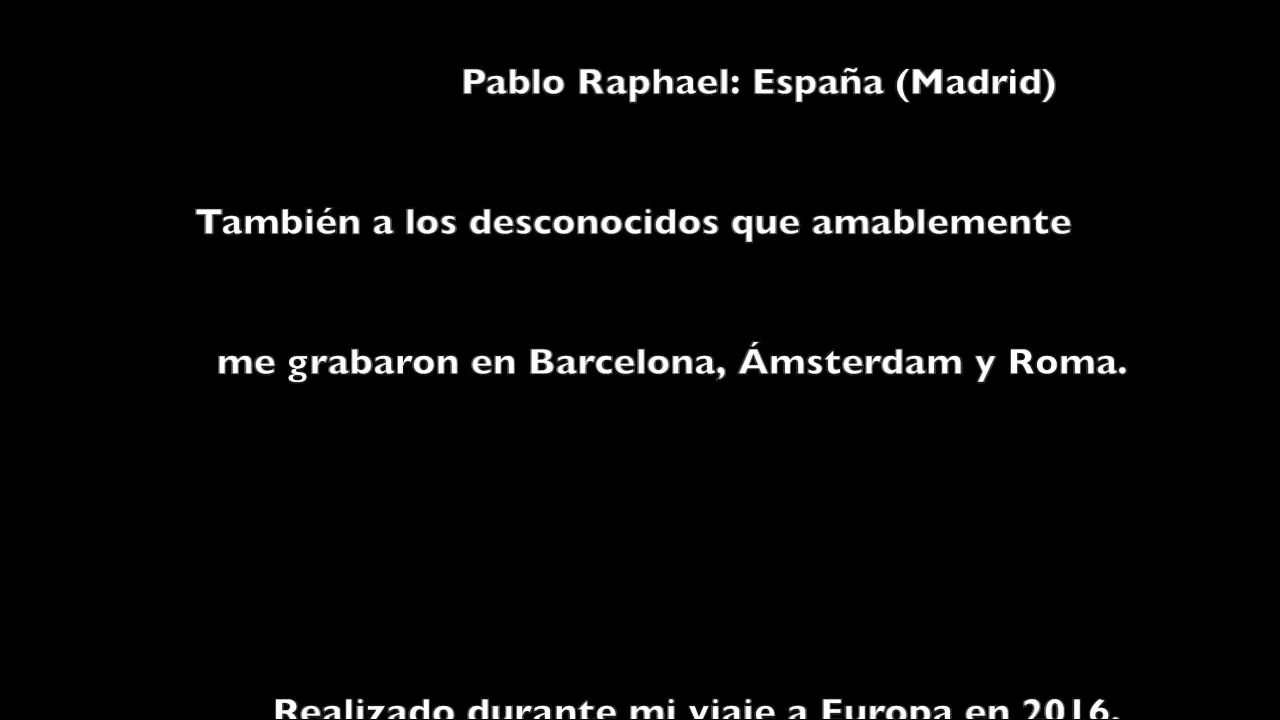 Pablo Raphael: España (Madrid)
También a los desconocidos que amablemente
me grabaron en Barcelona, Ámsterdam y Roma.
Realizado durante mi viaje a Europa en 2016.